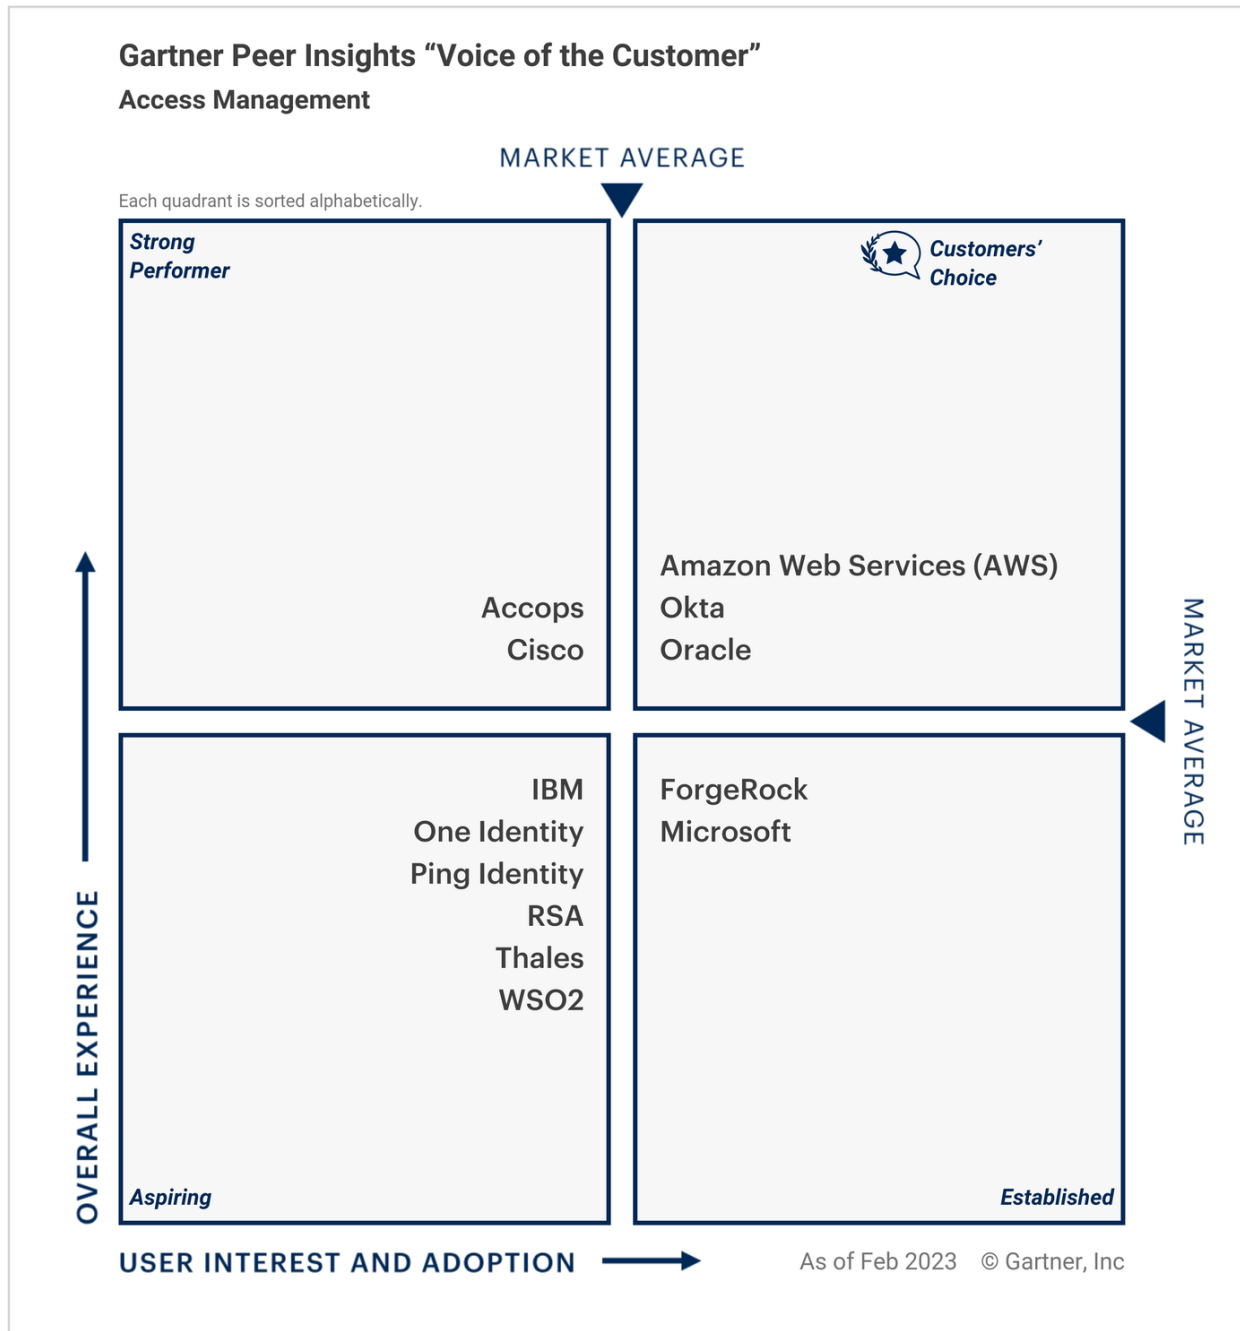 Gartner Peer Insights “Voice of the Customer”
Access Management
MARKET AVERAGE
Each quadrant is sorted alphabetically.
Strong
Performer
Customers’
Choice
Accops
Cisco
Amazon Web Services (AWS)
Okta
Oracle
MARKET AVERAGE
IBM
One Identity
Ping Identity
RSA
Thales
WSO2
Aspiring
ForgeRock
Microsoft
Established
OVERALL EXPERIENCE
USER INTEREST AND ADOPTION
As of Feb 2023 © Gartner, Inc